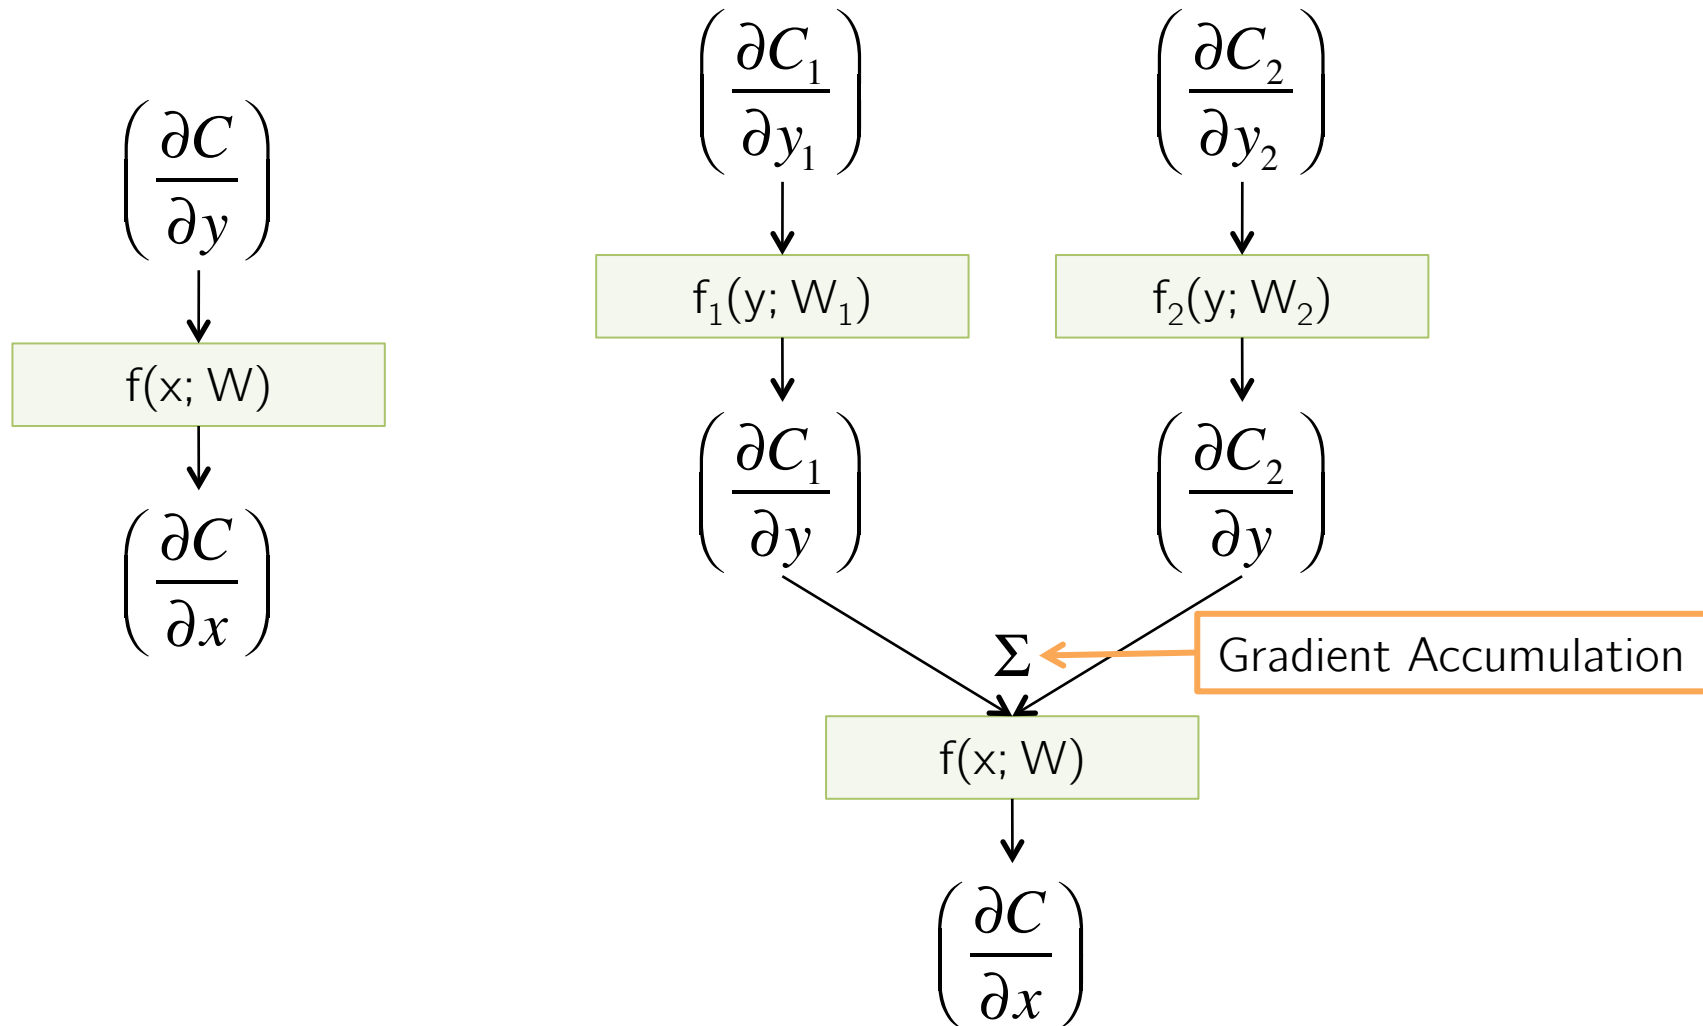 (∂C/∂y)
f(x; W)
(∂C/∂x)
(∂C₁/∂y₁)
(∂C₂/∂y₂)
f₁(y; W₁)
f₂(y; W₂)
(∂C₁/∂y)
(∂C₂/∂y)
Σ
Gradient Accumulation
f(x; W)
(∂C/∂x)